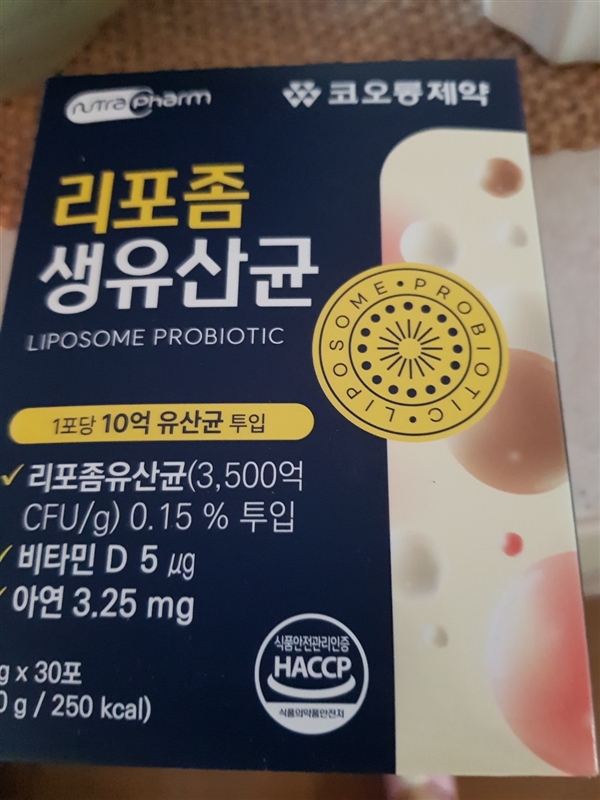 nutra pharm
코오롱제약
리포좀
생유산균
LIPOSOME PROBIOTIC
LIPOSOME • PROBIOTIC •
1포당 10억 유산균 투입
✓ 리포좀유산균(3,500억
CFU/g) 0.15 % 투입
✓ 비타민 D 5 μg
✓ 아연 3.25 mg
g x 30포
0 g / 250 kcal)
식품안전관리인증
HACCP
식품의약품안전처